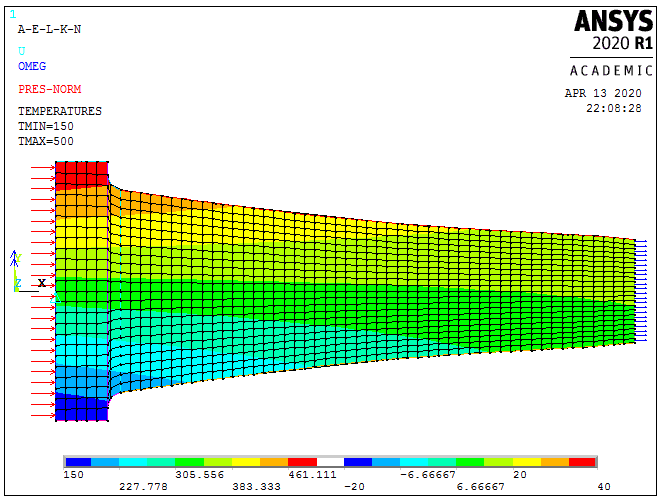 1
A-E-L-K-N
U
OMEG
PRES-NORM
TEMPERATURES
TMIN=150
TMAX=500
ANSYS
2020 R1
ACADEMIC
APR 13 2020
22:08:28
Y
Z X
150 305.556 461.111 -6.66667 20
227.778 383.333 -20 6.66667 40